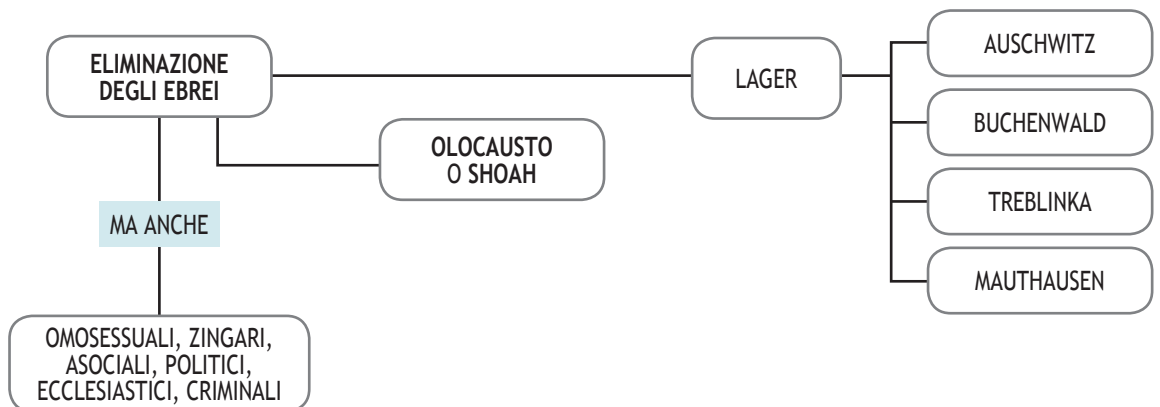 ELIMINAZIONE
DEGLI EBREI
LAGER
AUSCHWITZ
BUCHENWALD
TREBLINKA
MAUTHAUSEN
OLOCAUSTO
O SHOAH
MA ANCHE
OMOSESSUALI, ZINGARI,
ASOCIALI, POLITICI,
ECCLESIASTICI, CRIMINALI